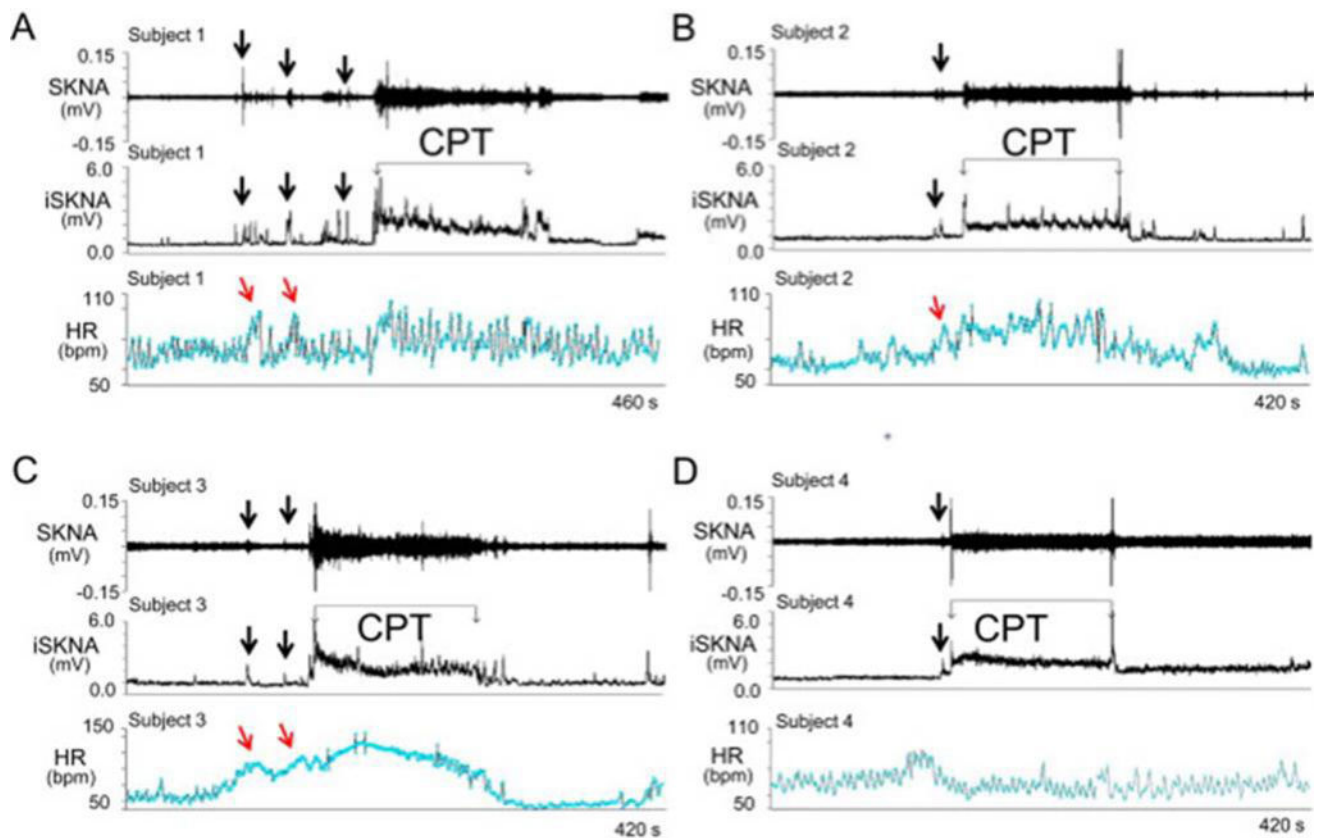 A
Subject 1
0.15
SKNA
(mV)
-0.15
Subject 1
CPT
6.0
iSKNA
(mV)
0.0
Subject 1
110
HR
(bpm)
50
460 s
B
Subject 2
0.15
SKNA
(mV)
-0.15
Subject 2
CPT
6.0
iSKNA
(mV)
0.0
Subject 2
110
HR
(bpm)
50
420 s
C
Subject 3
0.15
SKNA
(mV)
-0.15
Subject 3
6.0
CPT
iSKNA
(mV)
0.0
Subject 3
150
HR
(bpm)
50
420 s
D
Subject 4
0.15
SKNA
(mV)
-0.15
Subject 4
6.0
CPT
iSKNA
(mV)
0.0
Subject 4
110
HR
(bpm)
50
420 s